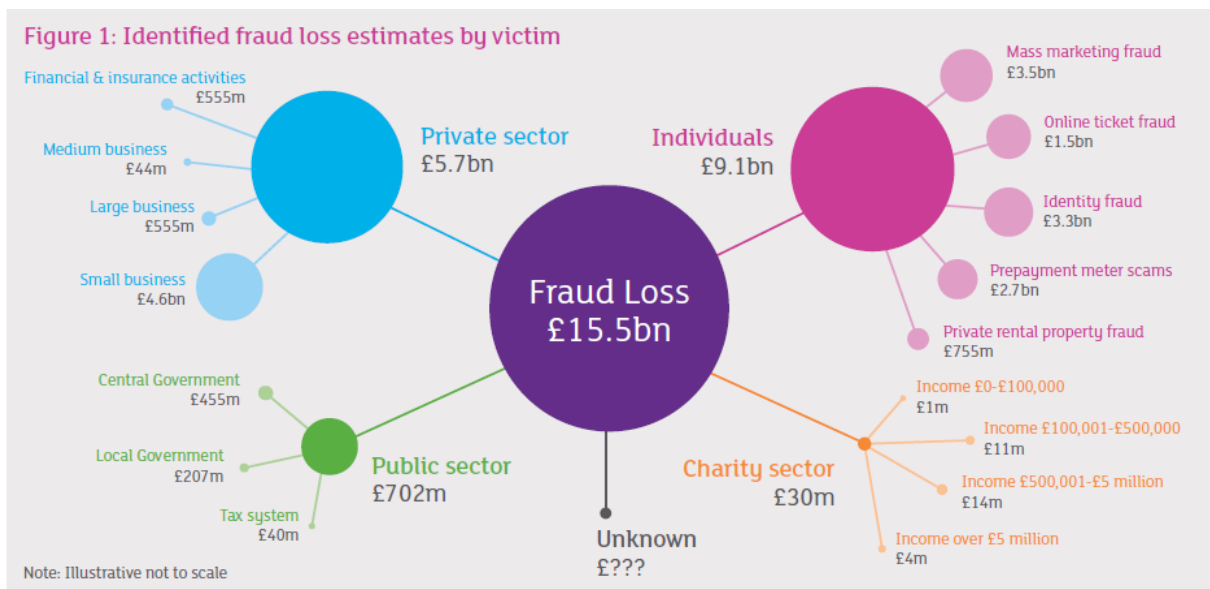 Figure 1: Identified fraud loss estimates by victim
Financial & insurance activities
£555m
Medium business
£44m
Large business
£555m
Small business
£4.6bn
Private sector
£5.7bn
Individuals
£9.1bn
Mass marketing fraud
£3.5bn
Online ticket fraud
£1.5bn
Identity fraud
£3.3bn
Prepayment meter scams
£2.7bn
Private rental property fraud
£755m
Fraud Loss
£15.5bn
Central Government
£455m
Local Government
£207m
Tax system
£40m
Public sector
£702m
Unknown
£???
Charity sector
£30m
Income £0-£100,000
£1m
Income £100,001-£500,000
£11m
Income £500,001-£5 million
£14m
Income over £5 million
£4m
Note: Illustrative not to scale